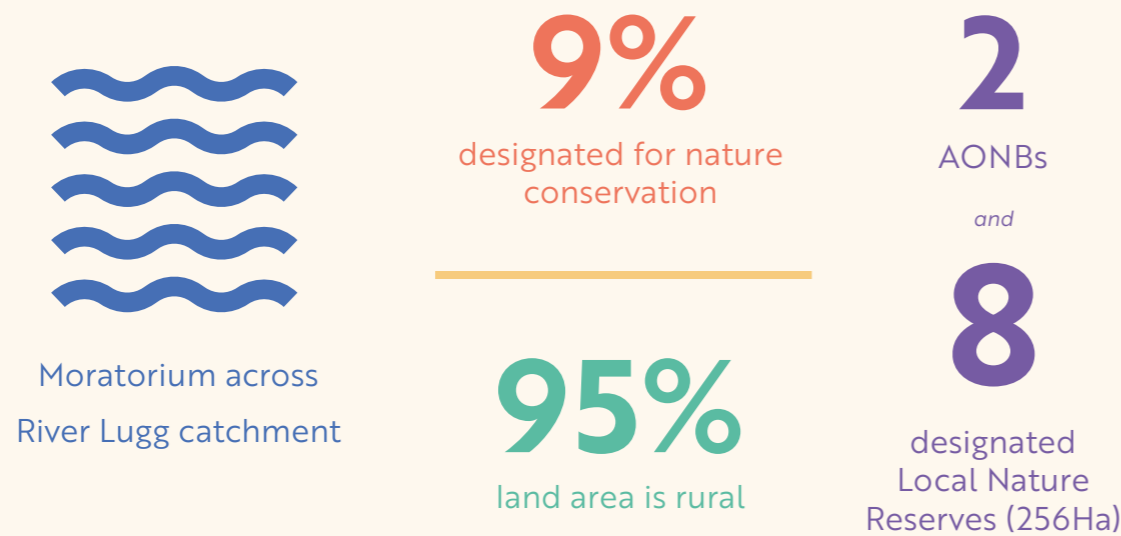 Moratorium across
River Lugg catchment
9%
designated for nature
conservation
95%
land area is rural
2
AONBs
and
8
designated
Local Nature
Reserves (256Ha)